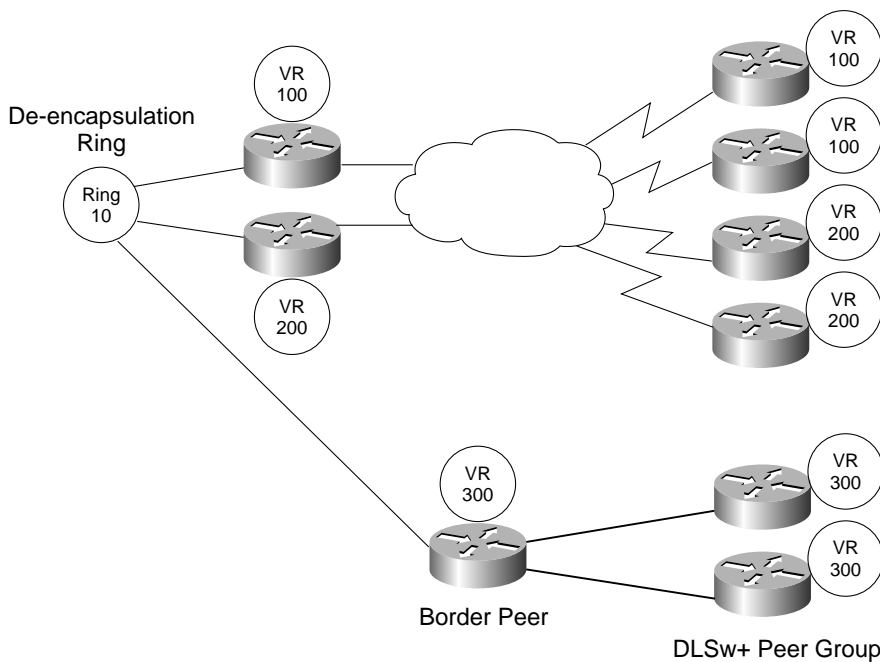 VR
100
VR
100
De-encapsulation
Ring
VR
100
Ring
10
VR
200
VR
200
VR
200
VR
300
VR
300
VR
300
Border Peer
DLSw+ Peer Group